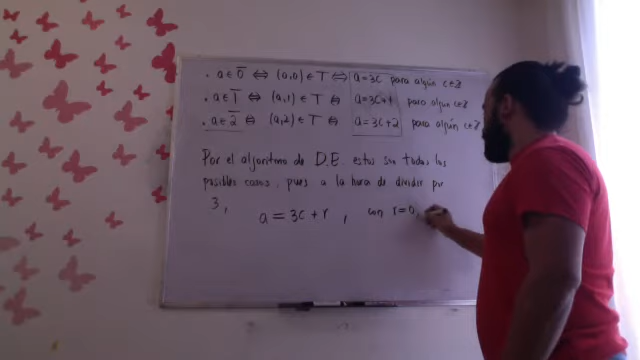 . a ∈ 0̅ ⇔ (a,0) ∈ T ⇔ a=3c para algún c∈ℤ
. a ∈ 1̅ ⇔ (a,1) ∈ T ⇔ a=3c+1 para algún c∈ℤ
. a ∈ 2̅ ⇔ (a,2) ∈ T ⇔ a=3c+2 para algún c∈ℤ
Por el algoritmo de D.E. estos son todos los
posibles casos, pues a la hora de dividir por
3, a = 3c + r, con r=0,